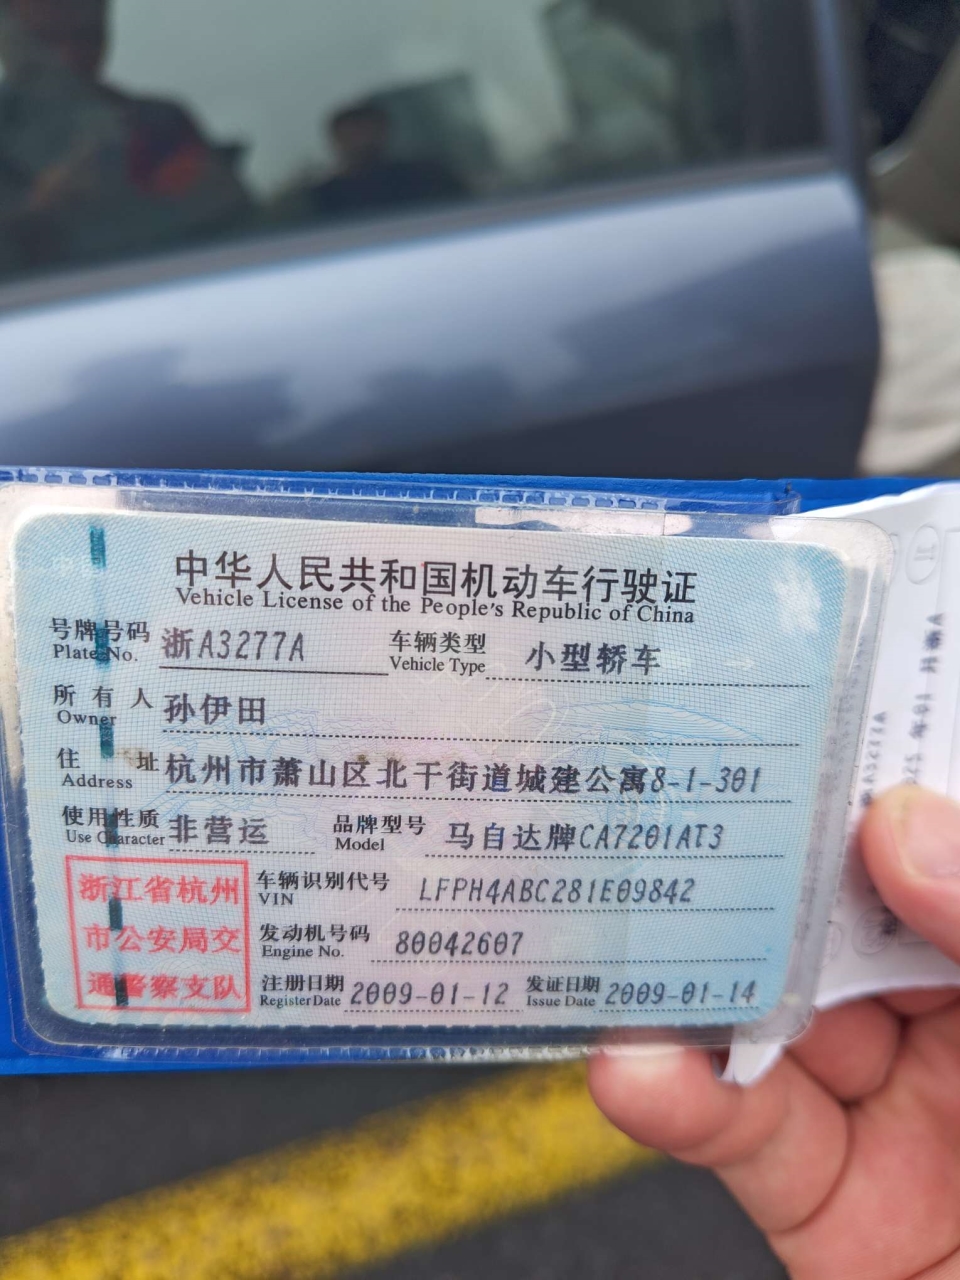 中华人民共和国机动车行驶证
Vehicle License of the People's Republic of China
号牌号码 浙A3277A 车辆类型 小型轿车
Plate No. Vehicle Type
所有人 孙伊田
Owner
住址 杭州市萧山区北干街道城建公寓8-1-301
Address
使用性质 非营运 品牌型号 马自达牌CA7201AT3
Use Character Model
浙江省杭州
市公安局交
通警察支队
车辆识别代号 LFPH4ABC281E09842
VIN
发动机号码 80042607
Engine No.
注册日期 2009-01-12 发证日期 2009-01-14
Register Date Issue Date